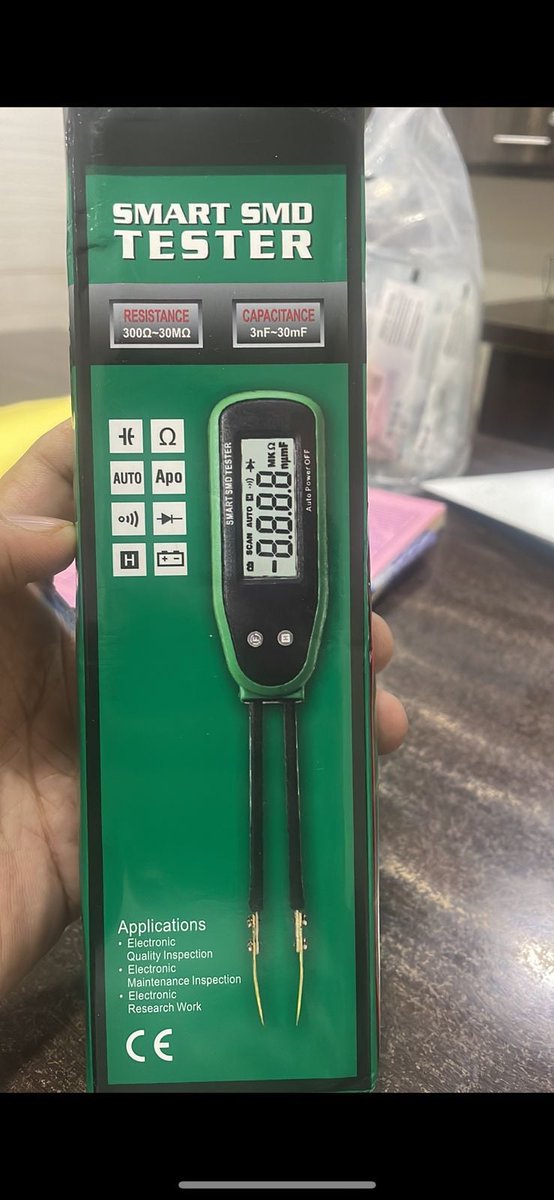 SMART SMD
TESTER
RESISTANCE
300Ω~30MΩ
CAPACITANCE
3nF~30mF
Ω
AUTO
Apo
H
SMART SMD TESTER
SCAN AUTO H
-8.8.8.8
MKΩ
nμmF
Auto Power OFF
F
H
Applications
• Electronic
Quality Inspection
• Electronic
Maintenance Inspection
• Electronic
Research Work
CE